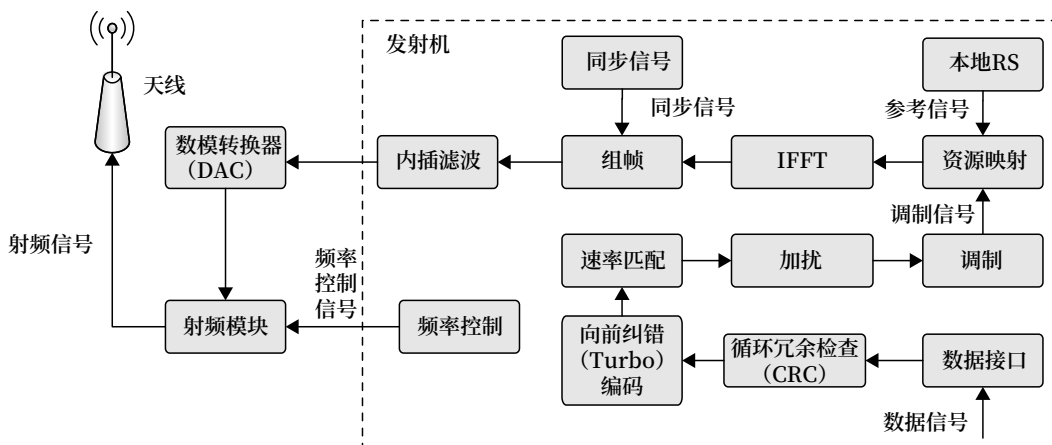 发射机
同步信号
本地RS
天线
同步信号
参考信号
数模转换器
（DAC）
内插滤波
组帧
IFFT
资源映射
调制信号
射频信号
频率
控制
信号
速率匹配
加扰
调制
射频模块
频率控制
向前纠错
（Turbo）
编码
循环冗余检查
（CRC）
数据接口
数据信号